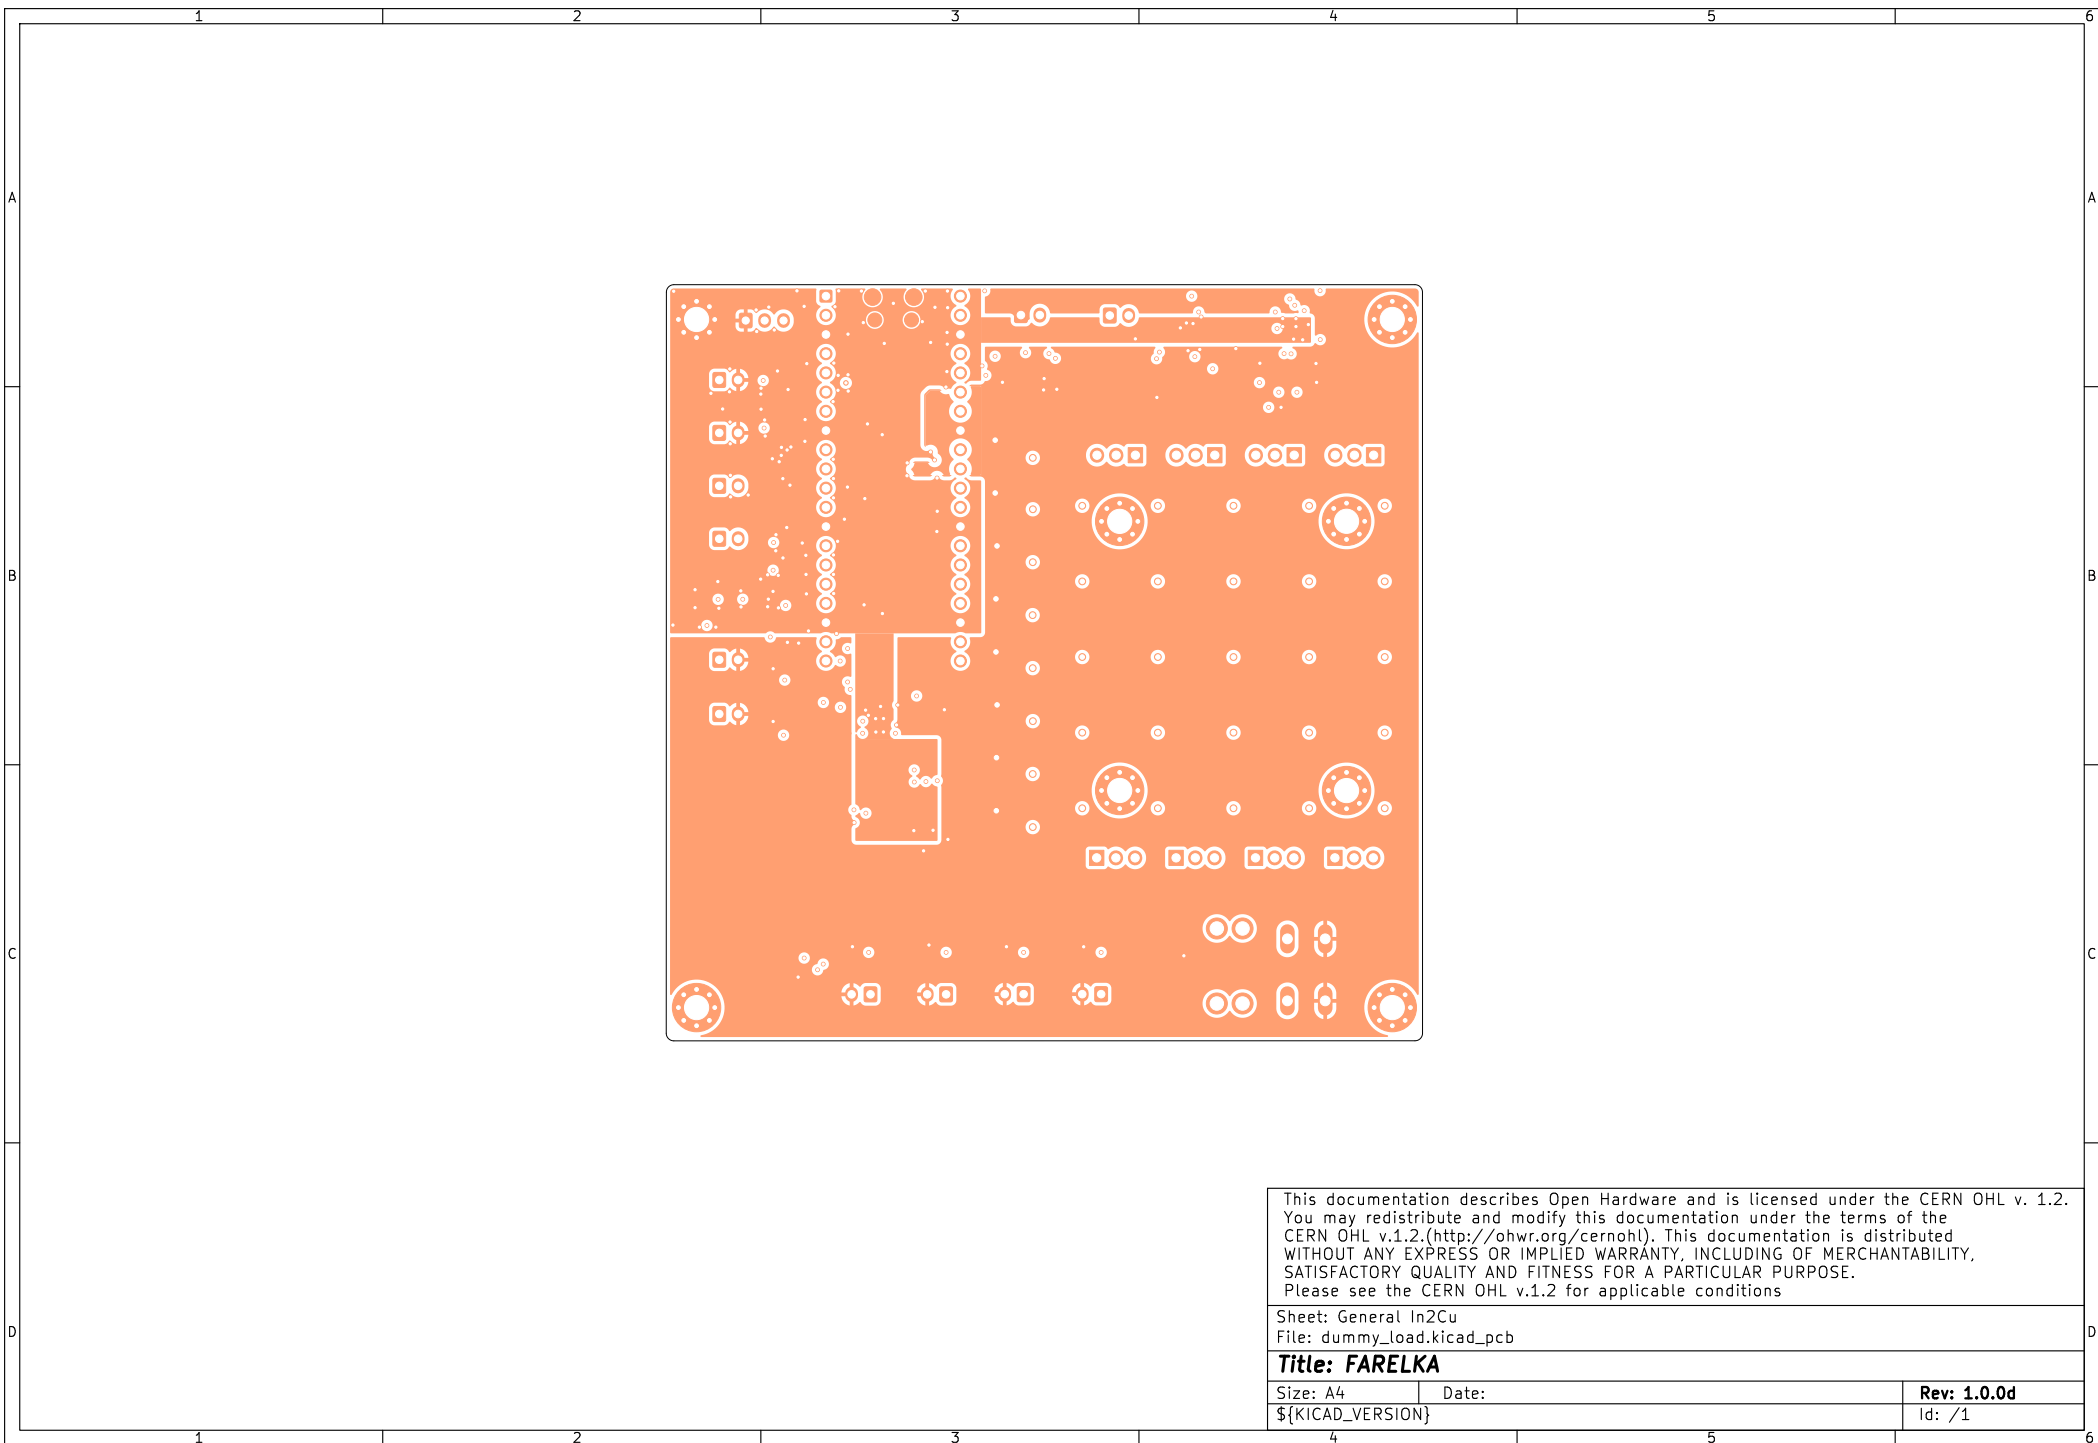 1 2 3 4 5 6
A A
B B
C C
This documentation describes Open Hardware and is licensed under the CERN OHL v. 1.2.
You may redistribute and modify this documentation under the terms of the
CERN OHL v.1.2.(http://ohwr.org/cernohl). This documentation is distributed
WITHOUT ANY EXPRESS OR IMPLIED WARRANTY, INCLUDING OF MERCHANTABILITY,
SATISFACTORY QUALITY AND FITNESS FOR A PARTICULAR PURPOSE.
Please see the CERN OHL v.1.2 for applicable conditions
Sheet: General In2Cu
D D
File: dummy_load.kicad_pcb
Title: FARELKA
Size: A4 Date: Rev: 1.0.0d
${KICAD_VERSION} Id: /1
1 2 3 4 5 6